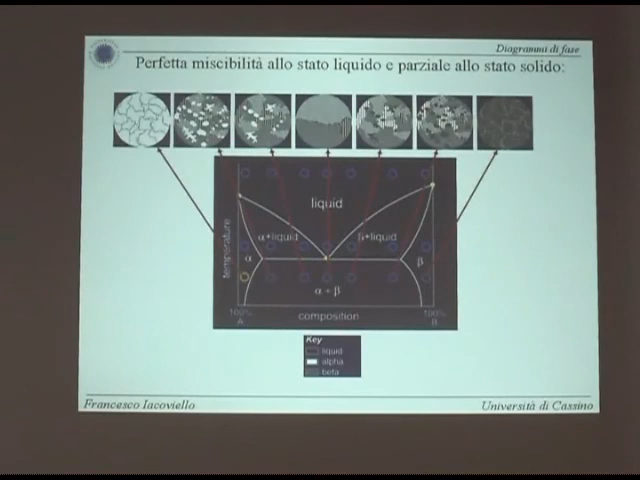 Diagrammi di fase
Perfetta miscibilità allo stato liquido e parziale allo stato solido:
liquid
α+liquid
β+liquid
temperature
α
β
α + β
100%
composition
100%
A
B
Key
liquid
alpha
beta
Francesco Iacoviello
Università di Cassino